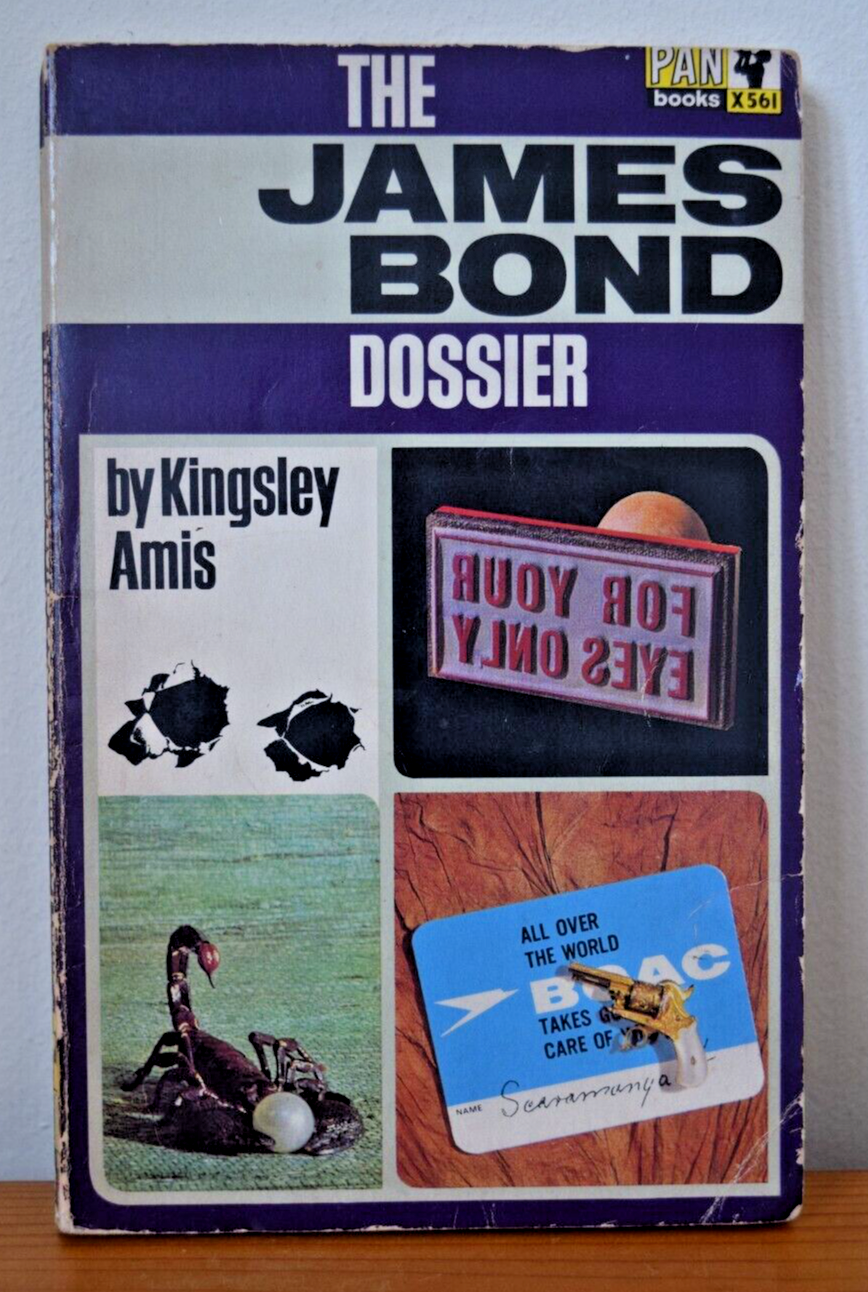 THE
PAN
books X561
JAMES
BOND
DOSSIER
by Kingsley
Amis
FOR YOUR
EYES ONLY
ALL OVER
THE WORLD
BOAC
TAKES
CARE OF
NAME Scaramanga